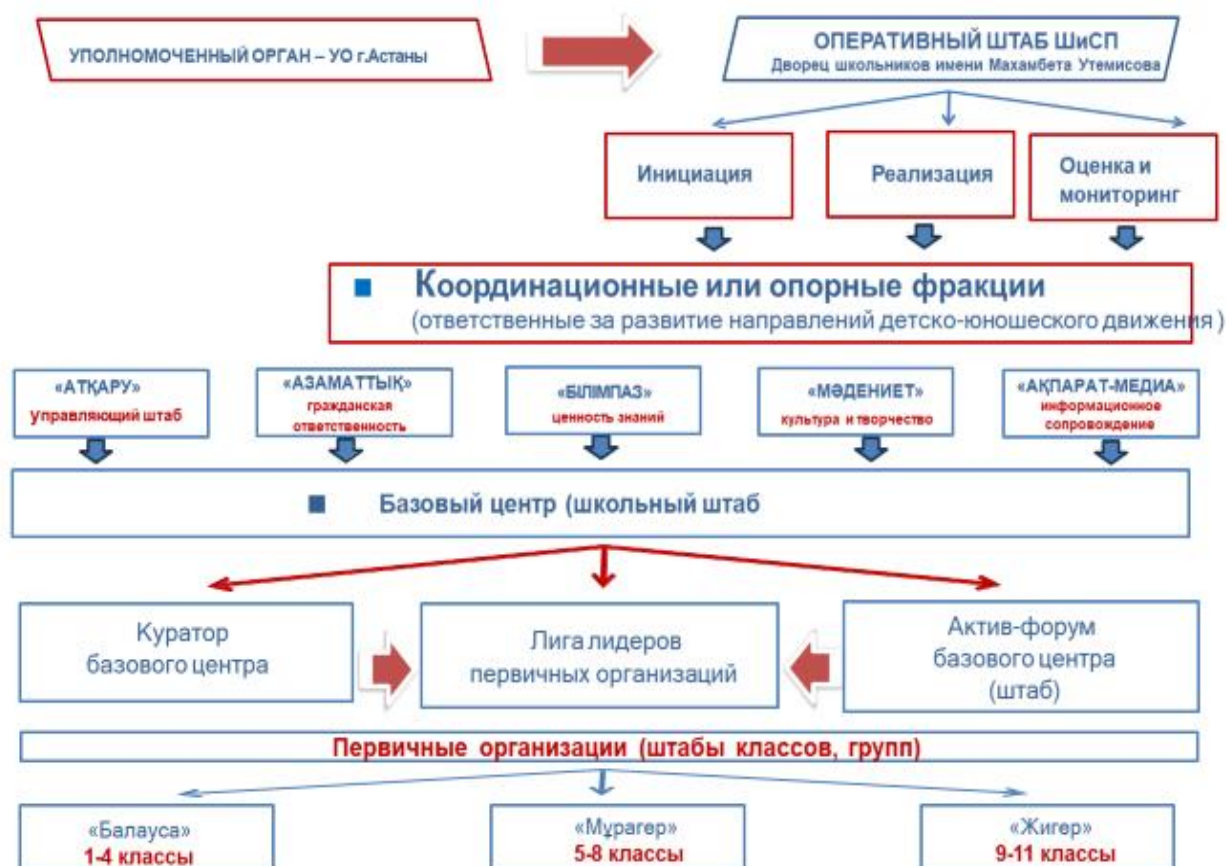 УПОЛНОМОЧЕННЫЙ ОРГАН – УО г.Астаны
ОПЕРАТИВНЫЙ ШТАБ ШиСП
Дворец школьников имени Махамбета Утемисова
Инициация
Реализация
Оценка и
мониторинг
Координационные или опорные фракции
(ответственные за развитие направлений детско-юношеского движения )
«АТҚАРУ»
управляющий штаб
«АЗАМАТТЫҚ»
гражданская
ответственность
«БІЛІМПАЗ»
ценность знаний
«МӘДЕНИЕТ»
культура и творчество
«АҚПАРАТ-МЕДИА»
информационное
сопровождение
Базовый центр (школьный штаб
Куратор
базового центра
Лига лидеров
первичных организаций
Актив-форум
базового центра
(штаб)
Первичные организации (штабы классов, групп)
«Балауса»
1-4 классы
«Мұрагер»
5-8 классы
«Жигер»
9-11 классы